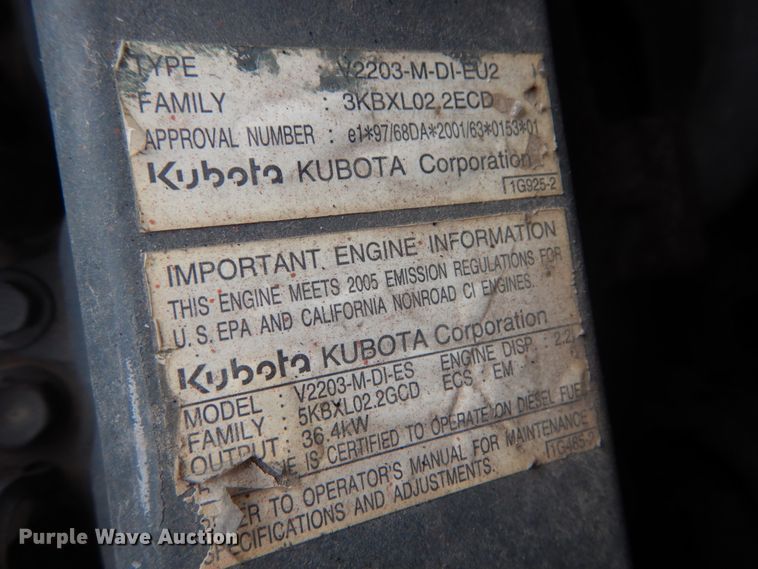 TYPE : V2203-M-DI-EU2
FAMILY : 3KBXL02.2ECD
APPROVAL NUMBER : e1*97/68DA*2001/63*0153*01
Kubota KUBOTA Corporation
1G925-2
IMPORTANT ENGINE INFORMATION
THIS ENGINE MEETS 2005 EMISSION REGULATIONS FOR
U.S. EPA AND CALIFORNIA NONROAD CI ENGINES.
Kubota KUBOTA Corporation
MODEL : V2203-M-DI-ES ENGINE DISP : 2.2
FAMILY : 5KBXL02.2GCD ECS : EM
OUTPUT : 36.4kW
NE IS CERTIFIED TO OPERATE ON DIESEL FUE
ER TO OPERATOR'S MANUAL FOR MAINTENANCE
SPECIFICATIONS AND ADJUSTMENTS.
Purple Wave Auction